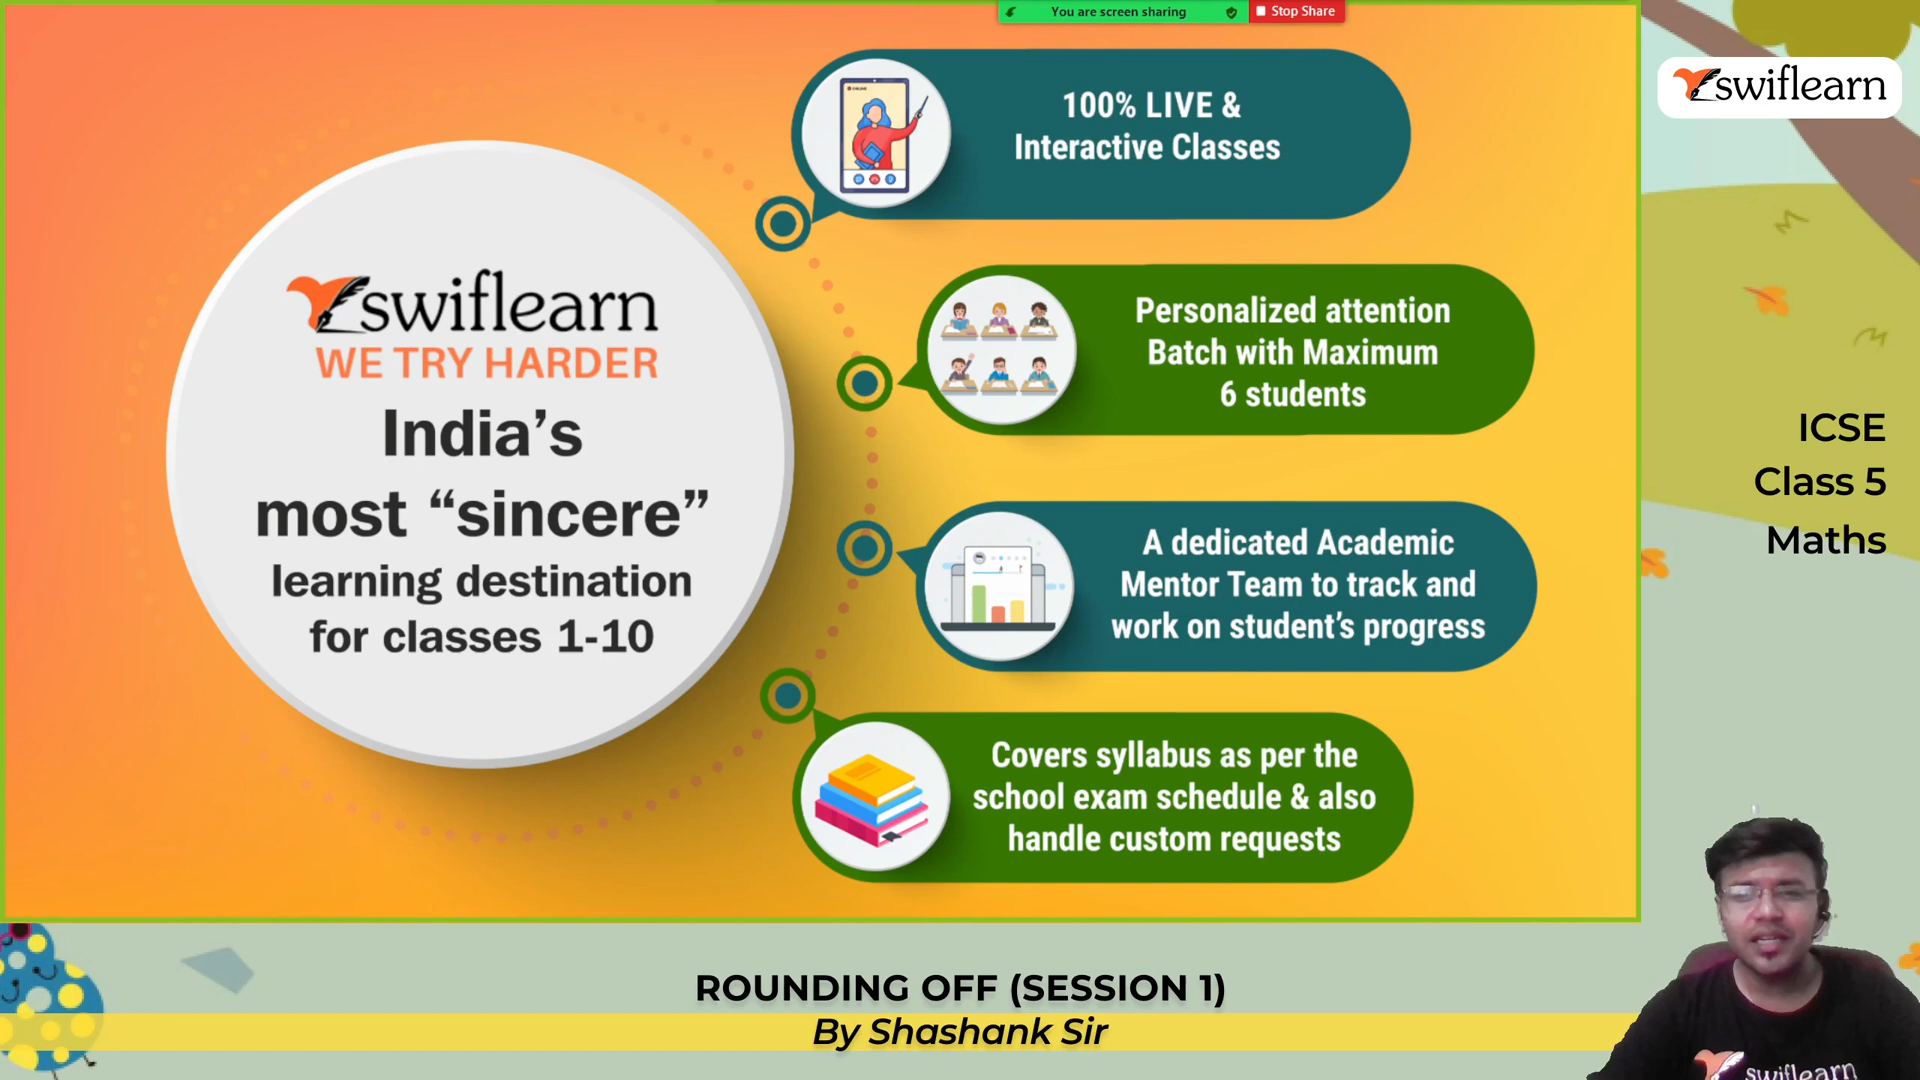 You are screen sharing
Stop Share
swiflearn
WE TRY HARDER
India’s
most “sincere”
learning destination
for classes 1-10
100% LIVE &
Interactive Classes
Personalized attention
Batch with Maximum
6 students
A dedicated Academic
Mentor Team to track and
work on student’s progress
Covers syllabus as per the
school exam schedule & also
handle custom requests
swiflearn
ICSE
Class 5
Maths
ROUNDING OFF (SESSION 1)
By Shashank Sir
swiflearn